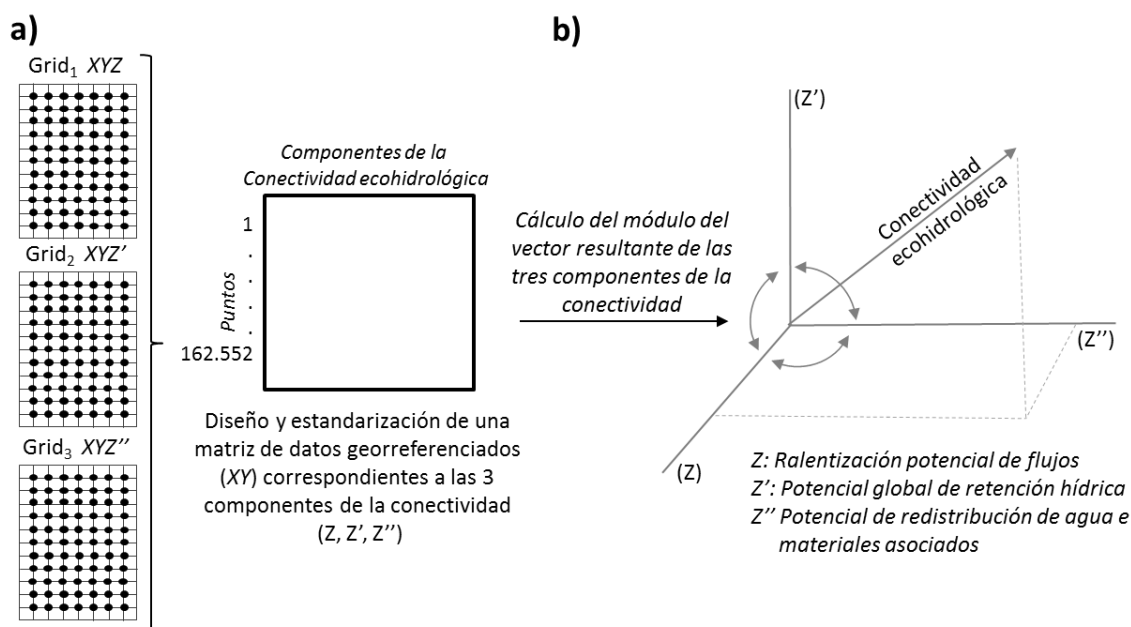 a)
Grid₁ XYZ
Grid₂ XYZ’
Grid₃ XYZ’’
Componentes de la
Conectividad ecohidrológica
1
.
.
.
.
.
162.552
Puntos
Diseño y estandarización de una
matriz de datos georreferenciados
(XY) correspondientes a las 3
componentes de la conectividad
(Z, Z’, Z’’)
Cálculo del módulo del
vector resultante de las
tres componentes de la
conectividad
b)
(Z’)
Conectividad
ecohidrológica
(Z’’)
(Z)
Z: Ralentización potencial de flujos
Z’: Potencial global de retención hídrica
Z’’ Potencial de redistribución de agua e
materiales asociados